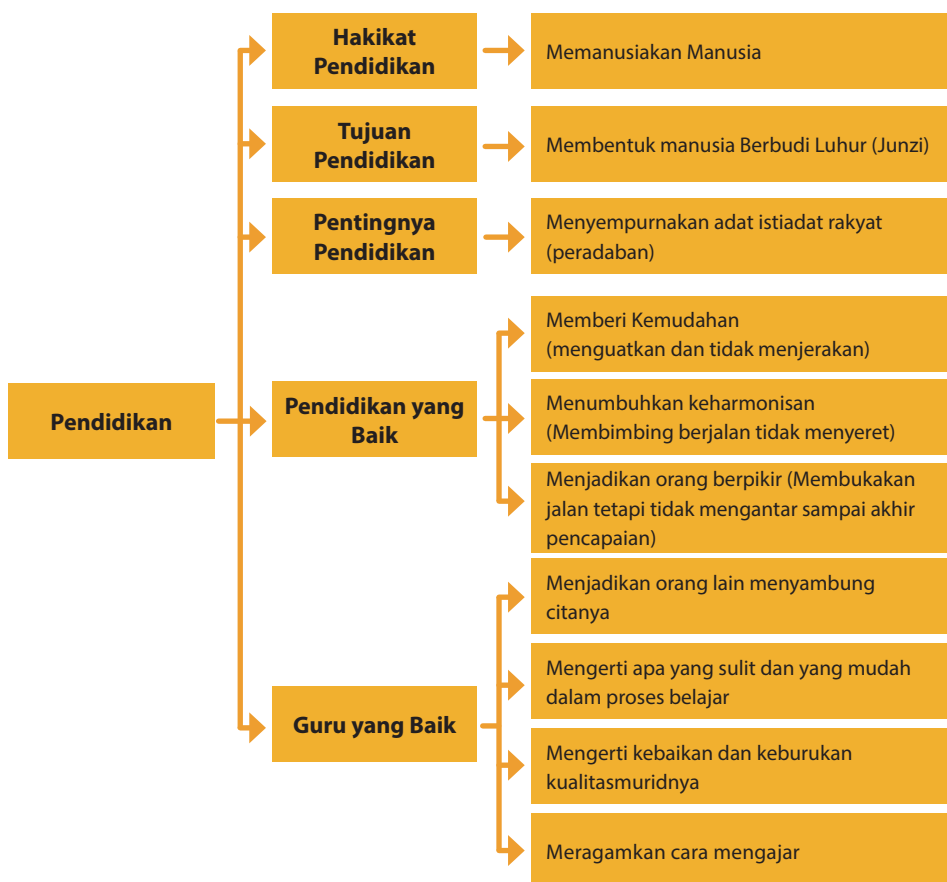 Pendidikan
Hakikat
Pendidikan
Memanusiakan Manusia
Tujuan
Pendidikan
Membentuk manusia Berbudi Luhur (Junzi)
Pentingnya
Pendidikan
Menyempurnakan adat istiadat rakyat
(peradaban)
Pendidikan yang
Baik
Memberi Kemudahan
(menguatkan dan tidak menjerakan)
Menumbuhkan keharmonisan
(Membimbing berjalan tidak menyeret)
Menjadikan orang berpikir (Membukakan
jalan tetapi tidak mengantar sampai akhir
pencapaian)
Guru yang Baik
Menjadikan orang lain menyambung
citanya
Mengerti apa yang sulit dan yang mudah
dalam proses belajar
Mengerti kebaikan dan keburukan
kualitasmuridnya
Meragamkan cara mengajar